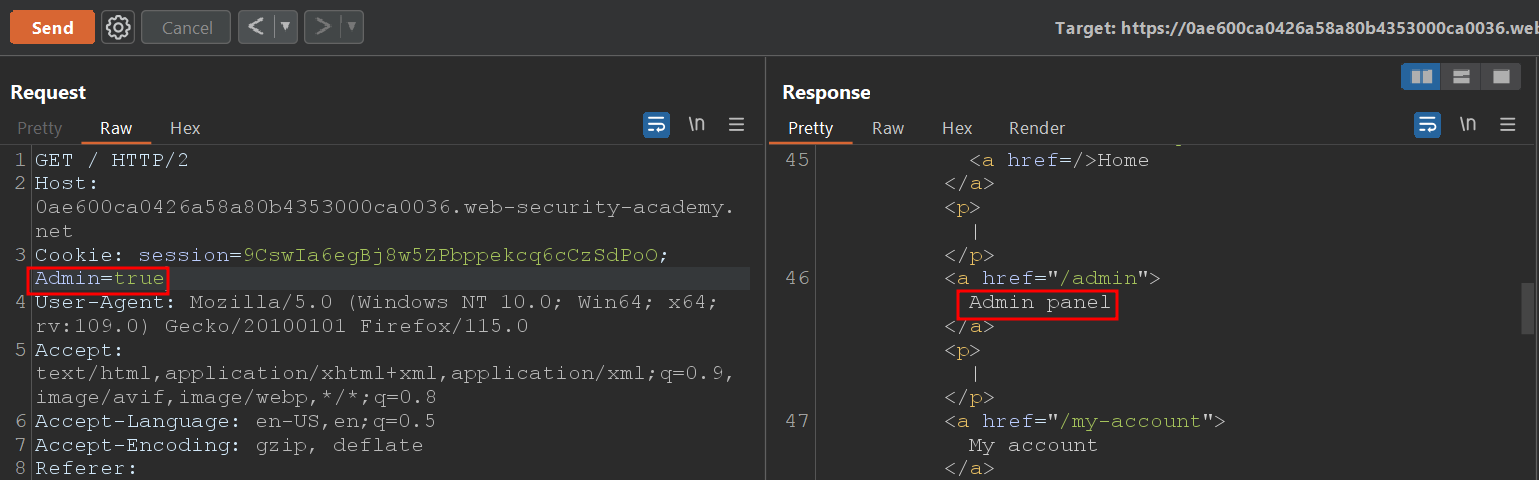 Send Cancel < ▼ > ▼ Target: https://0ae600ca0426a58a80b4353000ca0036.web
Request
Pretty Raw Hex \n
1 GET / HTTP/2
2 Host:
0ae600ca0426a58a80b4353000ca0036.web-security-academy.
net
3 Cookie: session=9CswIa6egBj8w5ZPbppekcq6cCzSdPoO;
Admin=true
4 User-Agent: Mozilla/5.0 (Windows NT 10.0; Win64; x64;
rv:109.0) Gecko/20100101 Firefox/115.0
5 Accept:
text/html,application/xhtml+xml,application/xml;q=0.9,
image/avif,image/webp,*/*;q=0.8
6 Accept-Language: en-US,en;q=0.5
7 Accept-Encoding: gzip, deflate
8 Referer:
Response
Pretty Raw Hex Render \n
45 <a href=/>Home
</a>
<p>
|
</p>
46 <a href="/admin">
Admin panel
</a>
<p>
|
</p>
47 <a href="/my-account">
My account
</a>